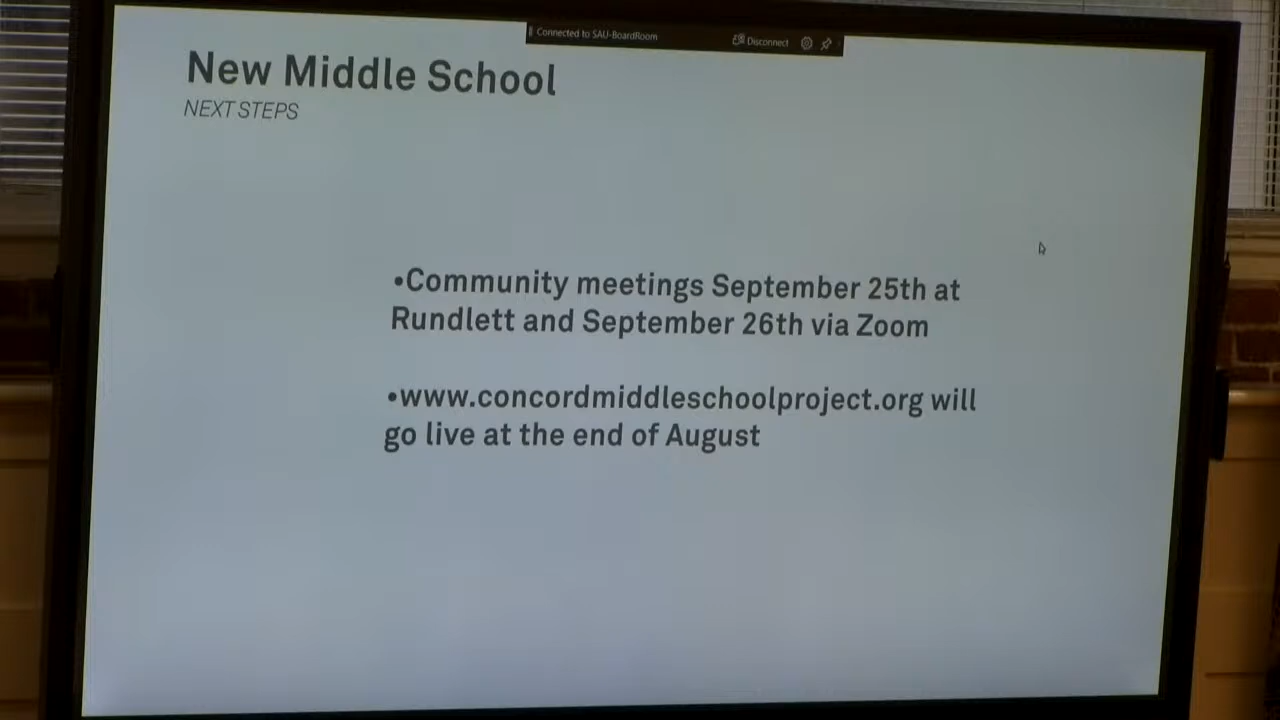 Connected to SAU-BoardRoom
Disconnect
New Middle School
NEXT STEPS
•Community meetings September 25th at
Rundlett and September 26th via Zoom
•www.concordmiddleschoolproject.org will
go live at the end of August